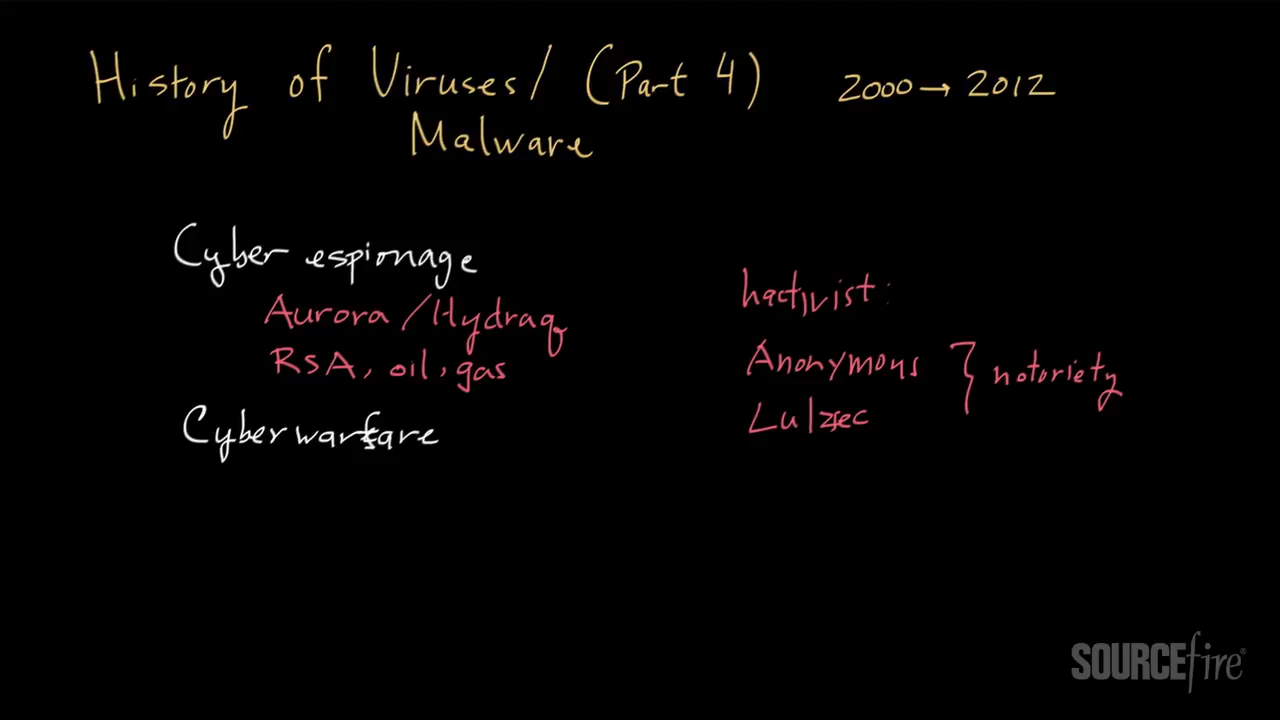 History of Viruses/ (Part 4) 2000→2012
Malware
Cyber espionage
Aurora/Hydraq
RSA, oil, gas
Cyberwarfare
hactivist:
Anonymous
Lulzsec
} notoriety
SOURCEfire®